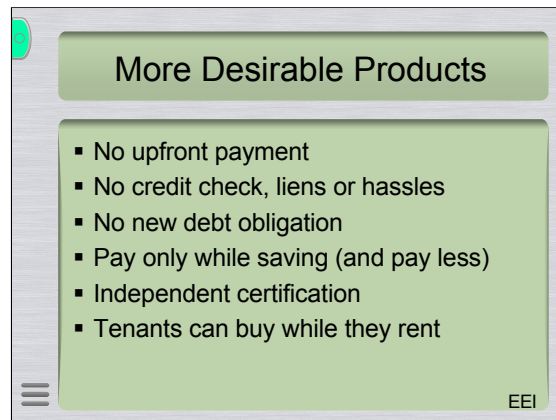 More Desirable Products
▪ No upfront payment
▪ No credit check, liens or hassles
▪ No new debt obligation
▪ Pay only while saving (and pay less)
▪ Independent certification
▪ Tenants can buy while they rent
EEI